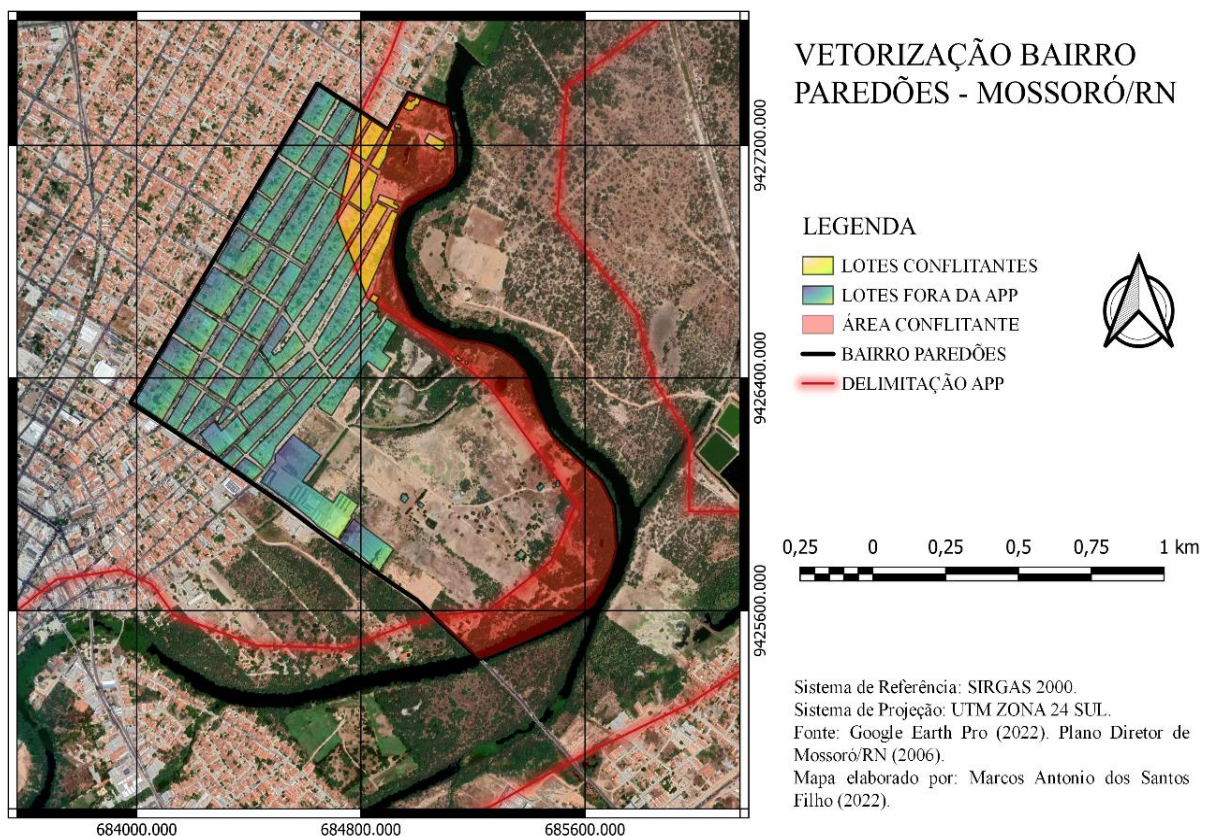 VETORIZAÇÃO BAIRRO
PAREDÕES - MOSSORÓ/RN
LEGENDA
LOTES CONFLITANTES
LOTES FORA DA APP
ÁREA CONFLITANTE
BAIRRO PAREDÕES
DELIMITAÇÃO APP
9427200.000
9426400.000
9425600.000
0,25 0 0,25 0,5 0,75 1 km
Sistema de Referência: SIRGAS 2000.
Sistema de Projeção: UTM ZONA 24 SUL.
Fonte: Google Earth Pro (2022). Plano Diretor de
Mossoró/RN (2006).
Mapa elaborado por: Marcos Antonio dos Santos
Filho (2022).
684000.000 684800.000 685600.000